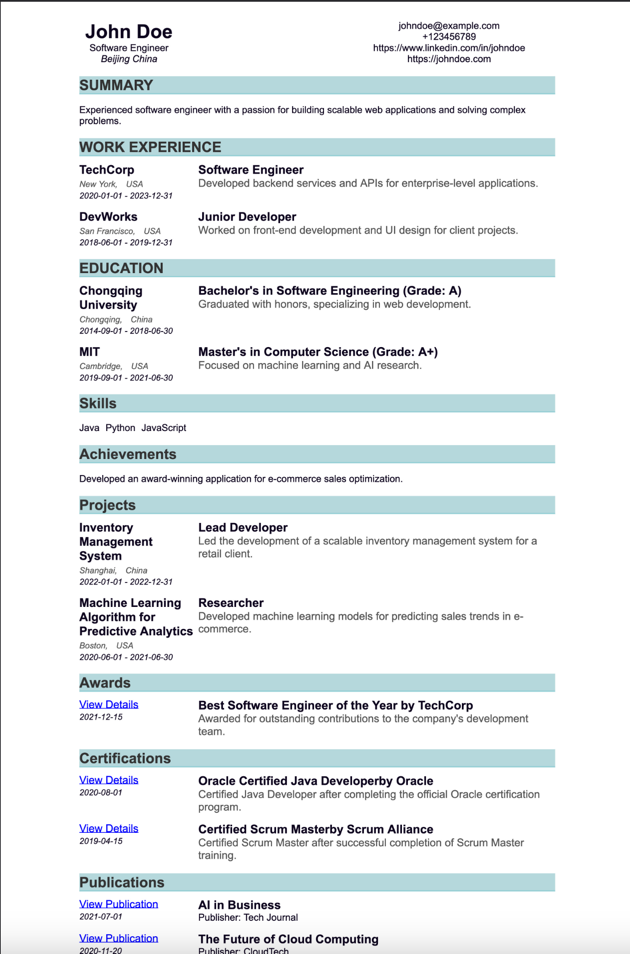 John Doe
Software Engineer
Beijing China
johndoe@example.com
+123456789
https://www.linkedin.com/in/johndoe
https://johndoe.com
SUMMARY
Experienced software engineer with a passion for building scalable web applications and solving complex
problems.
WORK EXPERIENCE
TechCorp
New York, USA
2020-01-01 - 2023-12-31
Software Engineer
Developed backend services and APIs for enterprise-level applications.
DevWorks
San Francisco, USA
2018-06-01 - 2019-12-31
Junior Developer
Worked on front-end development and UI design for client projects.
EDUCATION
Chongqing
University
Chongqing, China
2014-09-01 - 2018-06-30
Bachelor's in Software Engineering (Grade: A)
Graduated with honors, specializing in web development.
MIT
Cambridge, USA
2019-09-01 - 2021-06-30
Master's in Computer Science (Grade: A+)
Focused on machine learning and AI research.
Skills
Java Python JavaScript
Achievements
Developed an award-winning application for e-commerce sales optimization.
Projects
Inventory
Management
System
Shanghai, China
2022-01-01 - 2022-12-31
Lead Developer
Led the development of a scalable inventory management system for a
retail client.
Machine Learning
Algorithm for
Predictive Analytics
Boston, USA
2020-06-01 - 2021-06-30
Researcher
Developed machine learning models for predicting sales trends in e-
commerce.
Awards
View Details
2021-12-15
Best Software Engineer of the Year by TechCorp
Awarded for outstanding contributions to the company's development
team.
Certifications
View Details
2020-08-01
Oracle Certified Java Developerby Oracle
Certified Java Developer after completing the official Oracle certification
program.
View Details
2019-04-15
Certified Scrum Masterby Scrum Alliance
Certified Scrum Master after successful completion of Scrum Master
training.
Publications
View Publication
2021-07-01
AI in Business
Publisher: Tech Journal
View Publication
2020-11-20
The Future of Cloud Computing
Publisher: CloudTech